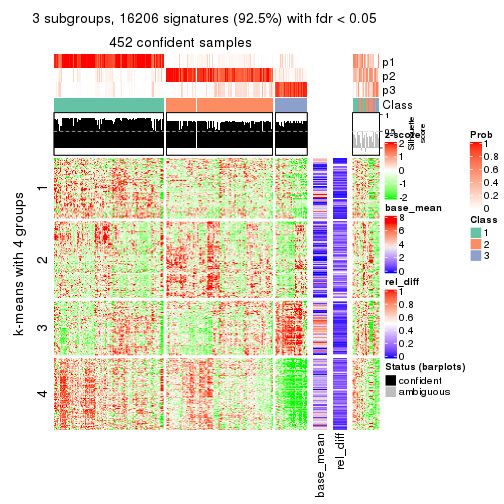 3 subgroups, 16206 signatures (92.5%) with fdr < 0.05
452 confident samples
p1
p2
p3
Class
1
0.5
0
Silhouette
score
k-means with 4 groups
1
2
3
4
base_mean
rel_diff
z-score
2
1
0
-1
-2
base_mean
8
6
4
2
0
rel_diff
1
0.8
0.6
0.4
0.2
0
Status (barplots)
confident
ambiguous
Prob
1
0.8
0.6
0.4
0.2
0
Class
1
2
3